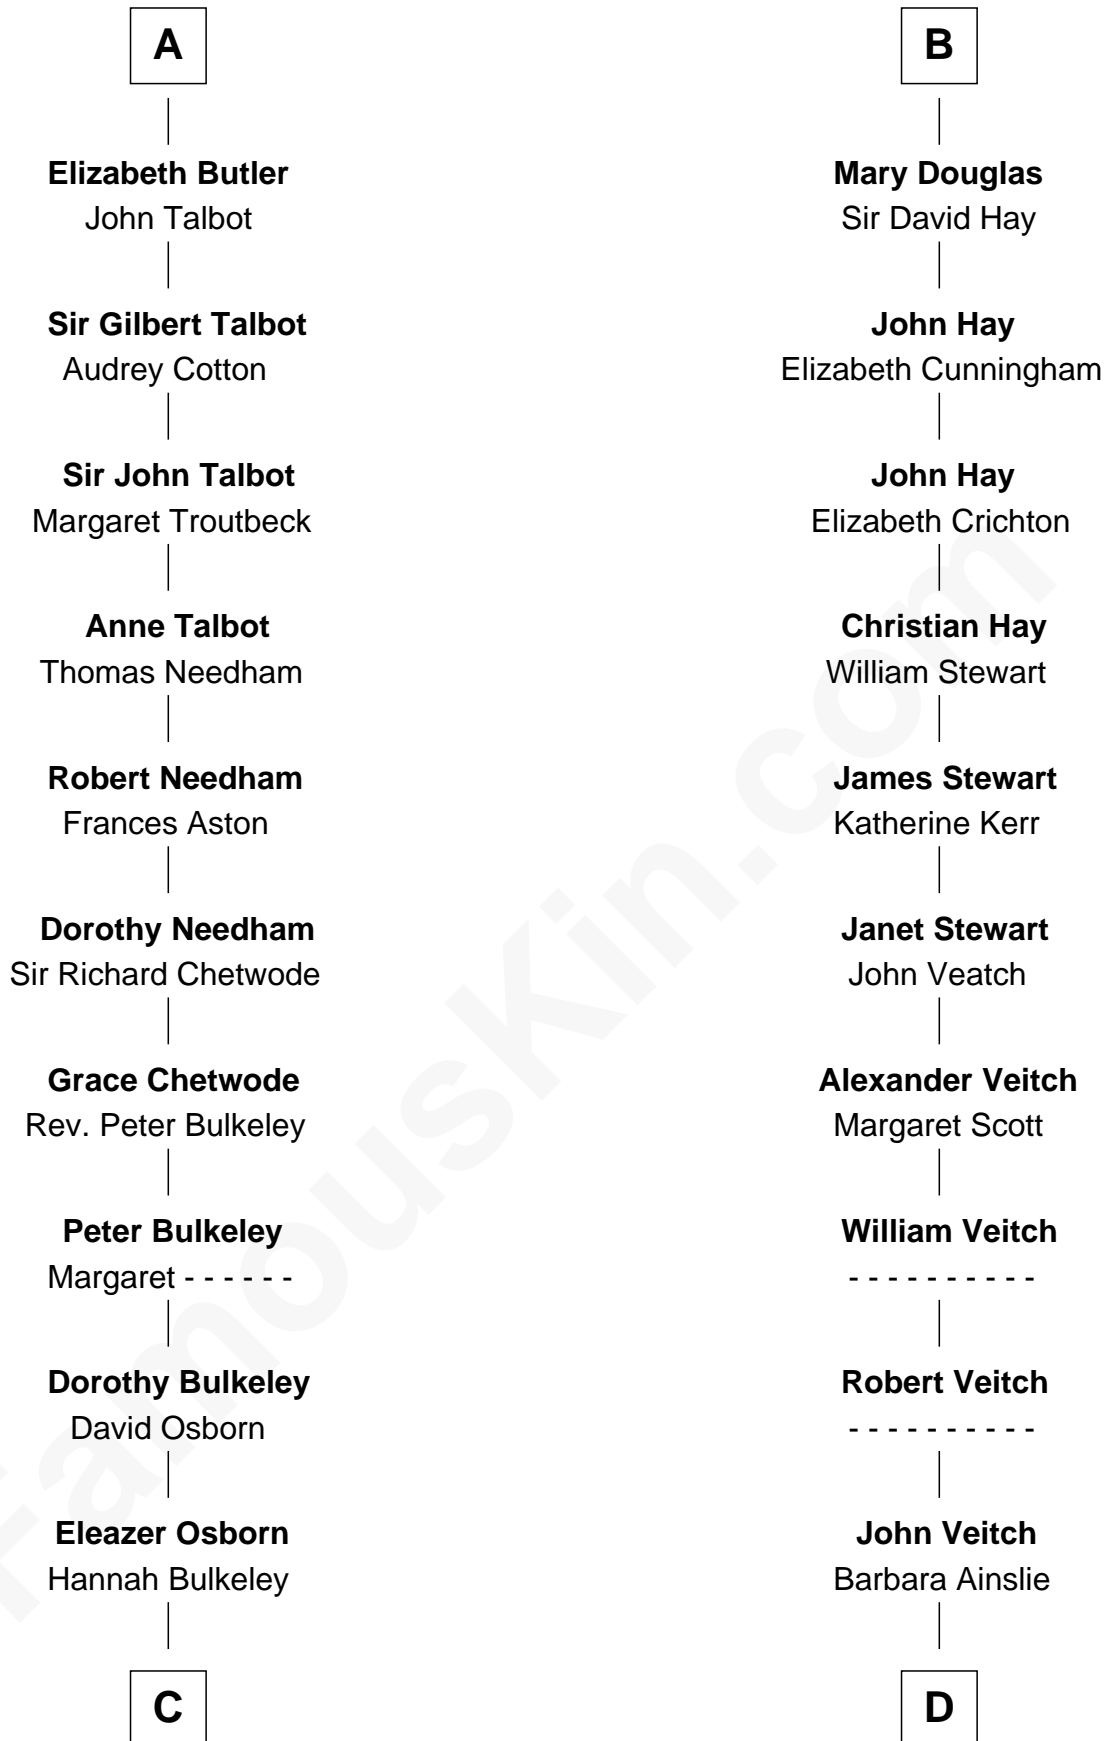 A
Elizabeth Butler
John Talbot
Sir Gilbert Talbot
Audrey Cotton
Sir John Talbot
Margaret Troutbeck
Anne Talbot
Thomas Needham
Robert Needham
Frances Aston
Dorothy Needham
Sir Richard Chetwode
Grace Chetwode
Rev. Peter Bulkeley
Peter Bulkeley
Margaret - - - - - -
Dorothy Bulkeley
David Osborn
Eleazer Osborn
Hannah Bulkeley
C
B
Mary Douglas
Sir David Hay
John Hay
Elizabeth Cunningham
John Hay
Elizabeth Crichton
Christian Hay
William Stewart
James Stewart
Katherine Kerr
Janet Stewart
John Veatch
Alexander Veitch
Margaret Scott
William Veitch
- - - - - - - - - -
Robert Veitch
- - - - - - - - - -
John Veitch
Barbara Ainslie
D
FamousKin.com